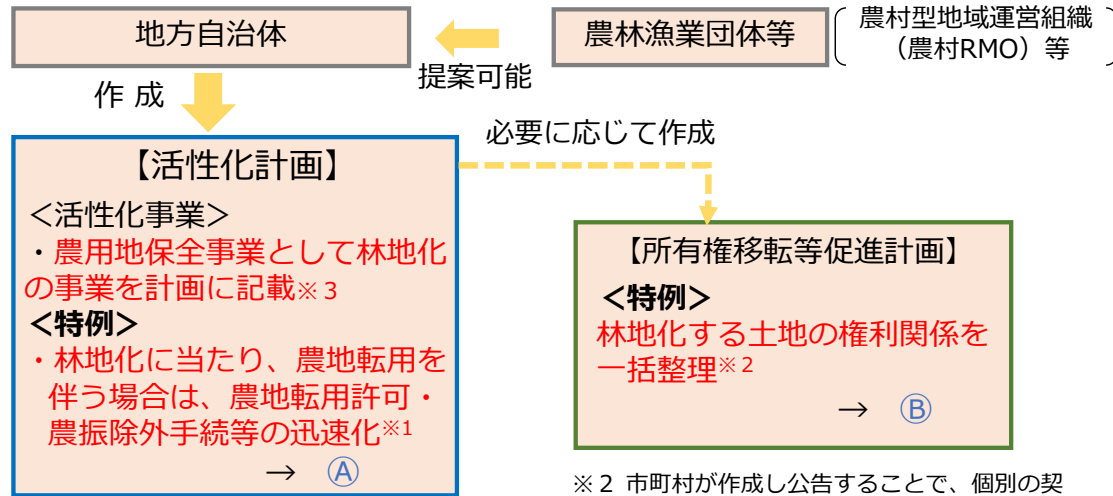 地方自治体
農林漁業団体等
農村型地域運営組織
（農村RMO）等
提案可能
作 成
必要に応じて作成
【活性化計画】
＜活性化事業＞
・農用地保全事業として林地化
の事業を計画に記載※３
＜特例＞
・林地化に当たり、農地転用を
伴う場合は、農地転用許可・
農振除外手続等の迅速化※1
→ Ⓐ
【所有権移転等促進計画】
＜特例＞
林地化する土地の権利関係を
一括整理※２
→ Ⓑ
※２ 市町村が作成し公告することで、個別の契